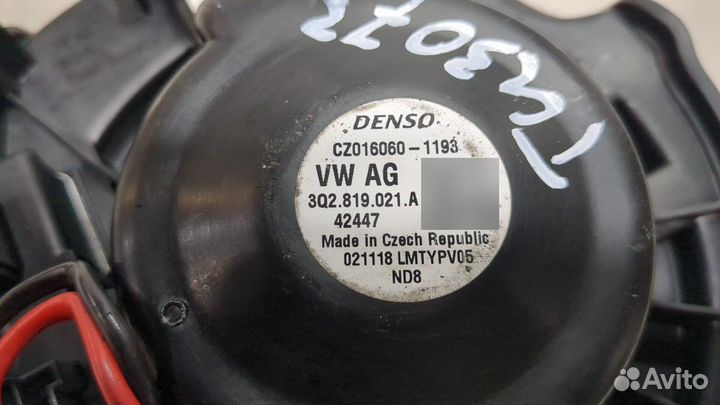 DENSO
CZ016060-1193
VW AG
3Q2.819.021.A
42447
Made in Czech Republic
021118 LMTYPV05
ND8
Avito